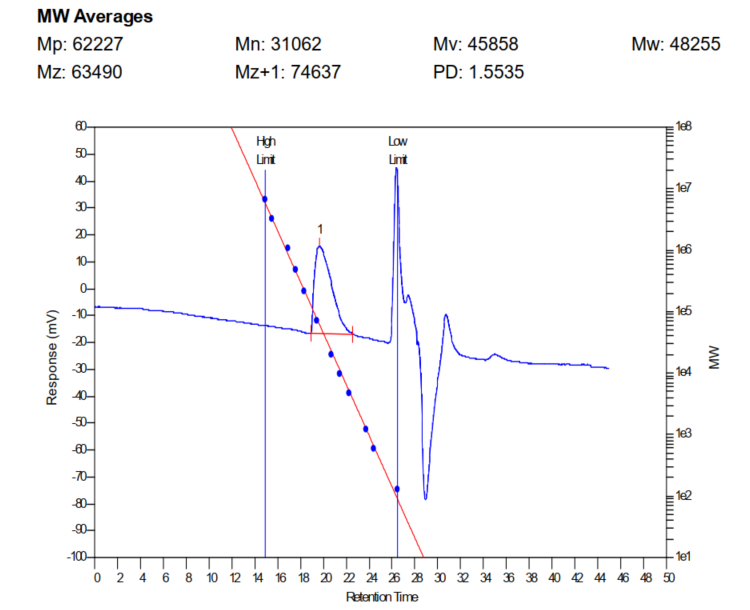 MW Averages
Mp: 62227 Mn: 31062 Mv: 45858 Mw: 48255
Mz: 63490 Mz+1: 74637 PD: 1.5535
60 1e8
High Limit
Low Limit
50
40 1e7
30
1
20 1e6
10
0
-10 1e5
-20
-30 1e4
-40
-50 1e3
-60
-70 1e2
-80
-90
-100 1e1
Response (mV)
MW
0 2 4 6 8 10 12 14 16 18 20 22 24 26 28 30 32 34 36 38 40 42 44 46 48 50
Retention Time